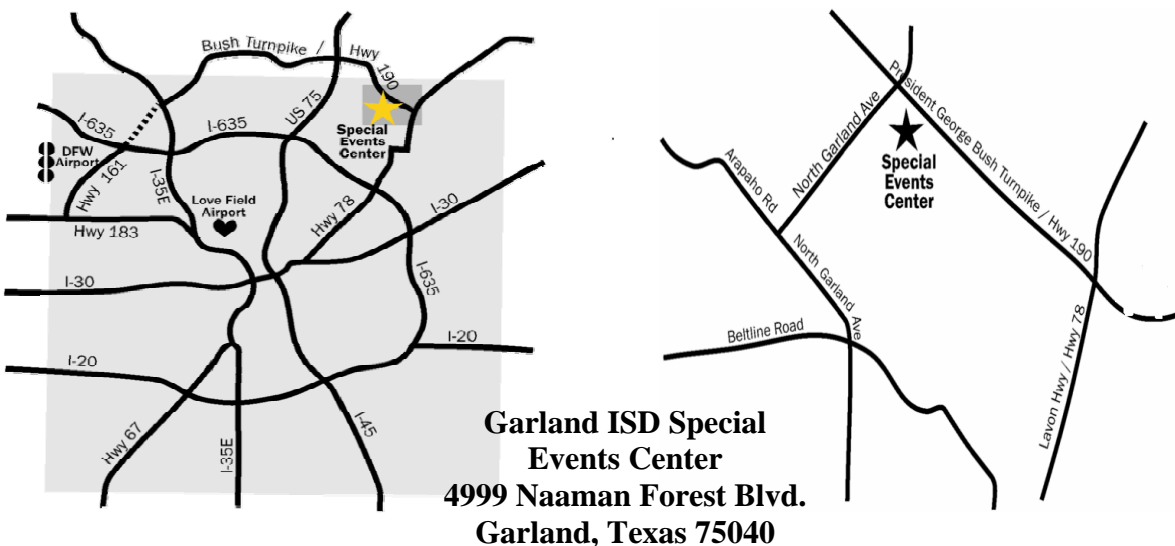 Bush Turnpike / Hwy 190
US 75
I-635
I-635
DFW
Airport
Hwy 161
I-35E
Special
Events
Center
Love Field
Airport
Hwy 78
I-30
Hwy 183
I-30
I-635
I-20
I-20
Hwy 67
I-35E
I-45
President George Bush Turnpike / Hwy 190
North Garland Ave
Arapaho Rd
Special
Events
Center
North Garland Ave
Beltline Road
Lavon Hwy / Hwy 78
Garland ISD Special
Events Center
4999 Naaman Forest Blvd.
Garland, Texas 75040